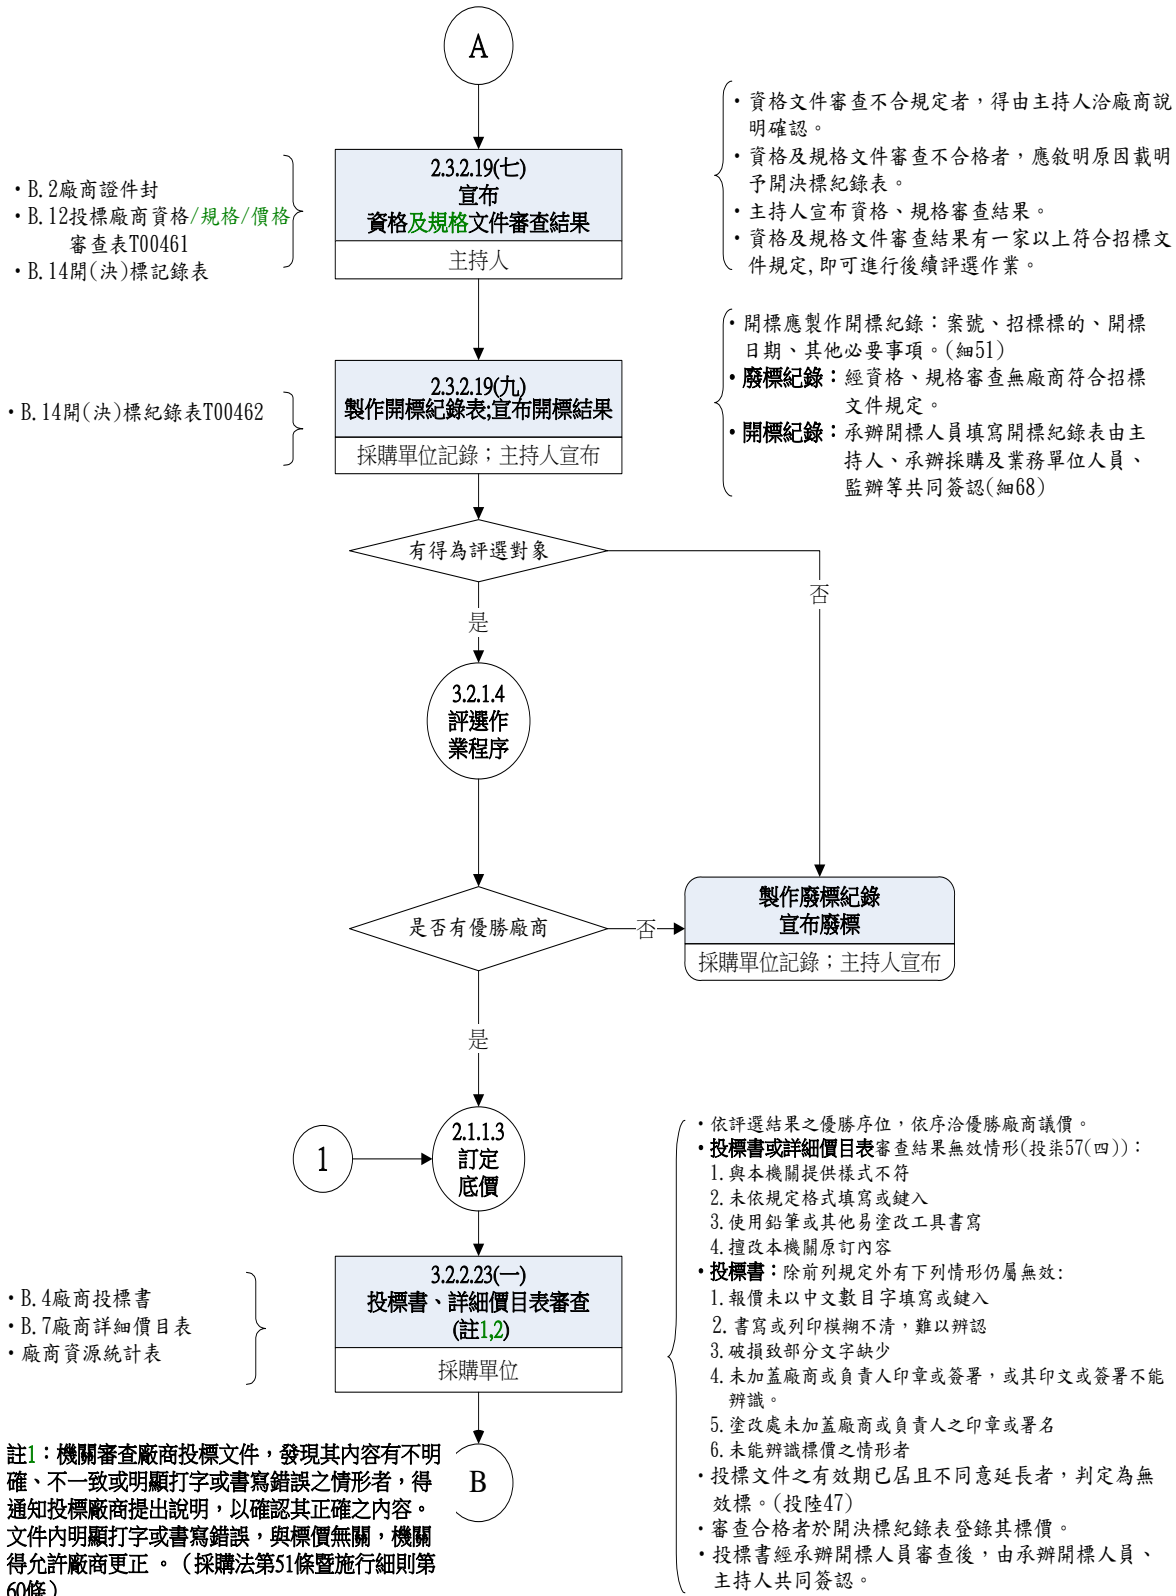 A
2.3.2.19(七)
宣布
資格及規格文件審查結果
主持人
・B.2廠商證件封
・B.12投標廠商資格/規格/價格
審查表T00461
・B.14開(決)標記錄表
・資格文件審查不合規定者，得由主持人洽廠商說
明確認。
・資格及規格文件審查不合格者，應敘明原因載明
予開決標紀錄表。
・主持人宣布資格、規格審查結果。
・資格及規格文件審查結果有一家以上符合招標文
件規定,即可進行後續評選作業。
2.3.2.19(九)
製作開標紀錄表;宣布開標結果
採購單位記錄；主持人宣布
・B.14開(決)標紀錄表T00462
・開標應製作開標紀錄：案號、招標標的、開標
日期、其他必要事項。(細51)
・廢標紀錄：經資格、規格審查無廠商符合招標
文件規定。
・開標紀錄：承辦開標人員填寫開標紀錄表由主
持人、承辦採購及業務單位人員、
監辦等共同簽認(細68)
有得為評選對象
否
是
3.2.1.4
評選作
業程序
是否有優勝廠商
否
製作廢標紀錄
宣布廢標
採購單位記錄；主持人宣布
是
1
2.1.1.3
訂定
底價
3.2.2.23(一)
投標書、詳細價目表審查
(註1,2)
採購單位
・B.4廠商投標書
・B.7廠商詳細價目表
・廠商資源統計表
・依評選結果之優勝序位，依序洽優勝廠商議價。
・投標書或詳細價目表審查結果無效情形(投柒57(四))：
1.與本機關提供樣式不符
2.未依規定格式填寫或鍵入
3.使用鉛筆或其他易塗改工具書寫
4.擅改本機關原訂內容
・投標書：除前列規定外有下列情形仍屬無效:
1.報價未以中文數目字填寫或鍵入
2.書寫或列印模糊不清，難以辨認
3.破損致部分文字缺少
4.未加蓋廠商或負責人印章或簽署，或其印文或簽署不能
辨識。
5.塗改處未加蓋廠商或負責人之印章或署名
6.未能辨識標價之情形者
・投標文件之有效期已屆且不同意延長者，判定為無
效標。(投陸47)
・審查合格者於開決標紀錄表登錄其標價。
・投標書經承辦開標人員審查後，由承辦開標人員、
主持人共同簽認。
B
註1：機關審查廠商投標文件，發現其內容有不明
確、不一致或明顯打字或書寫錯誤之情形者，得
通知投標廠商提出說明，以確認其正確之內容。
文件內明顯打字或書寫錯誤，與標價無關，機關
得允許廠商更正 。（採購法第51條暨施行細則第
60條）